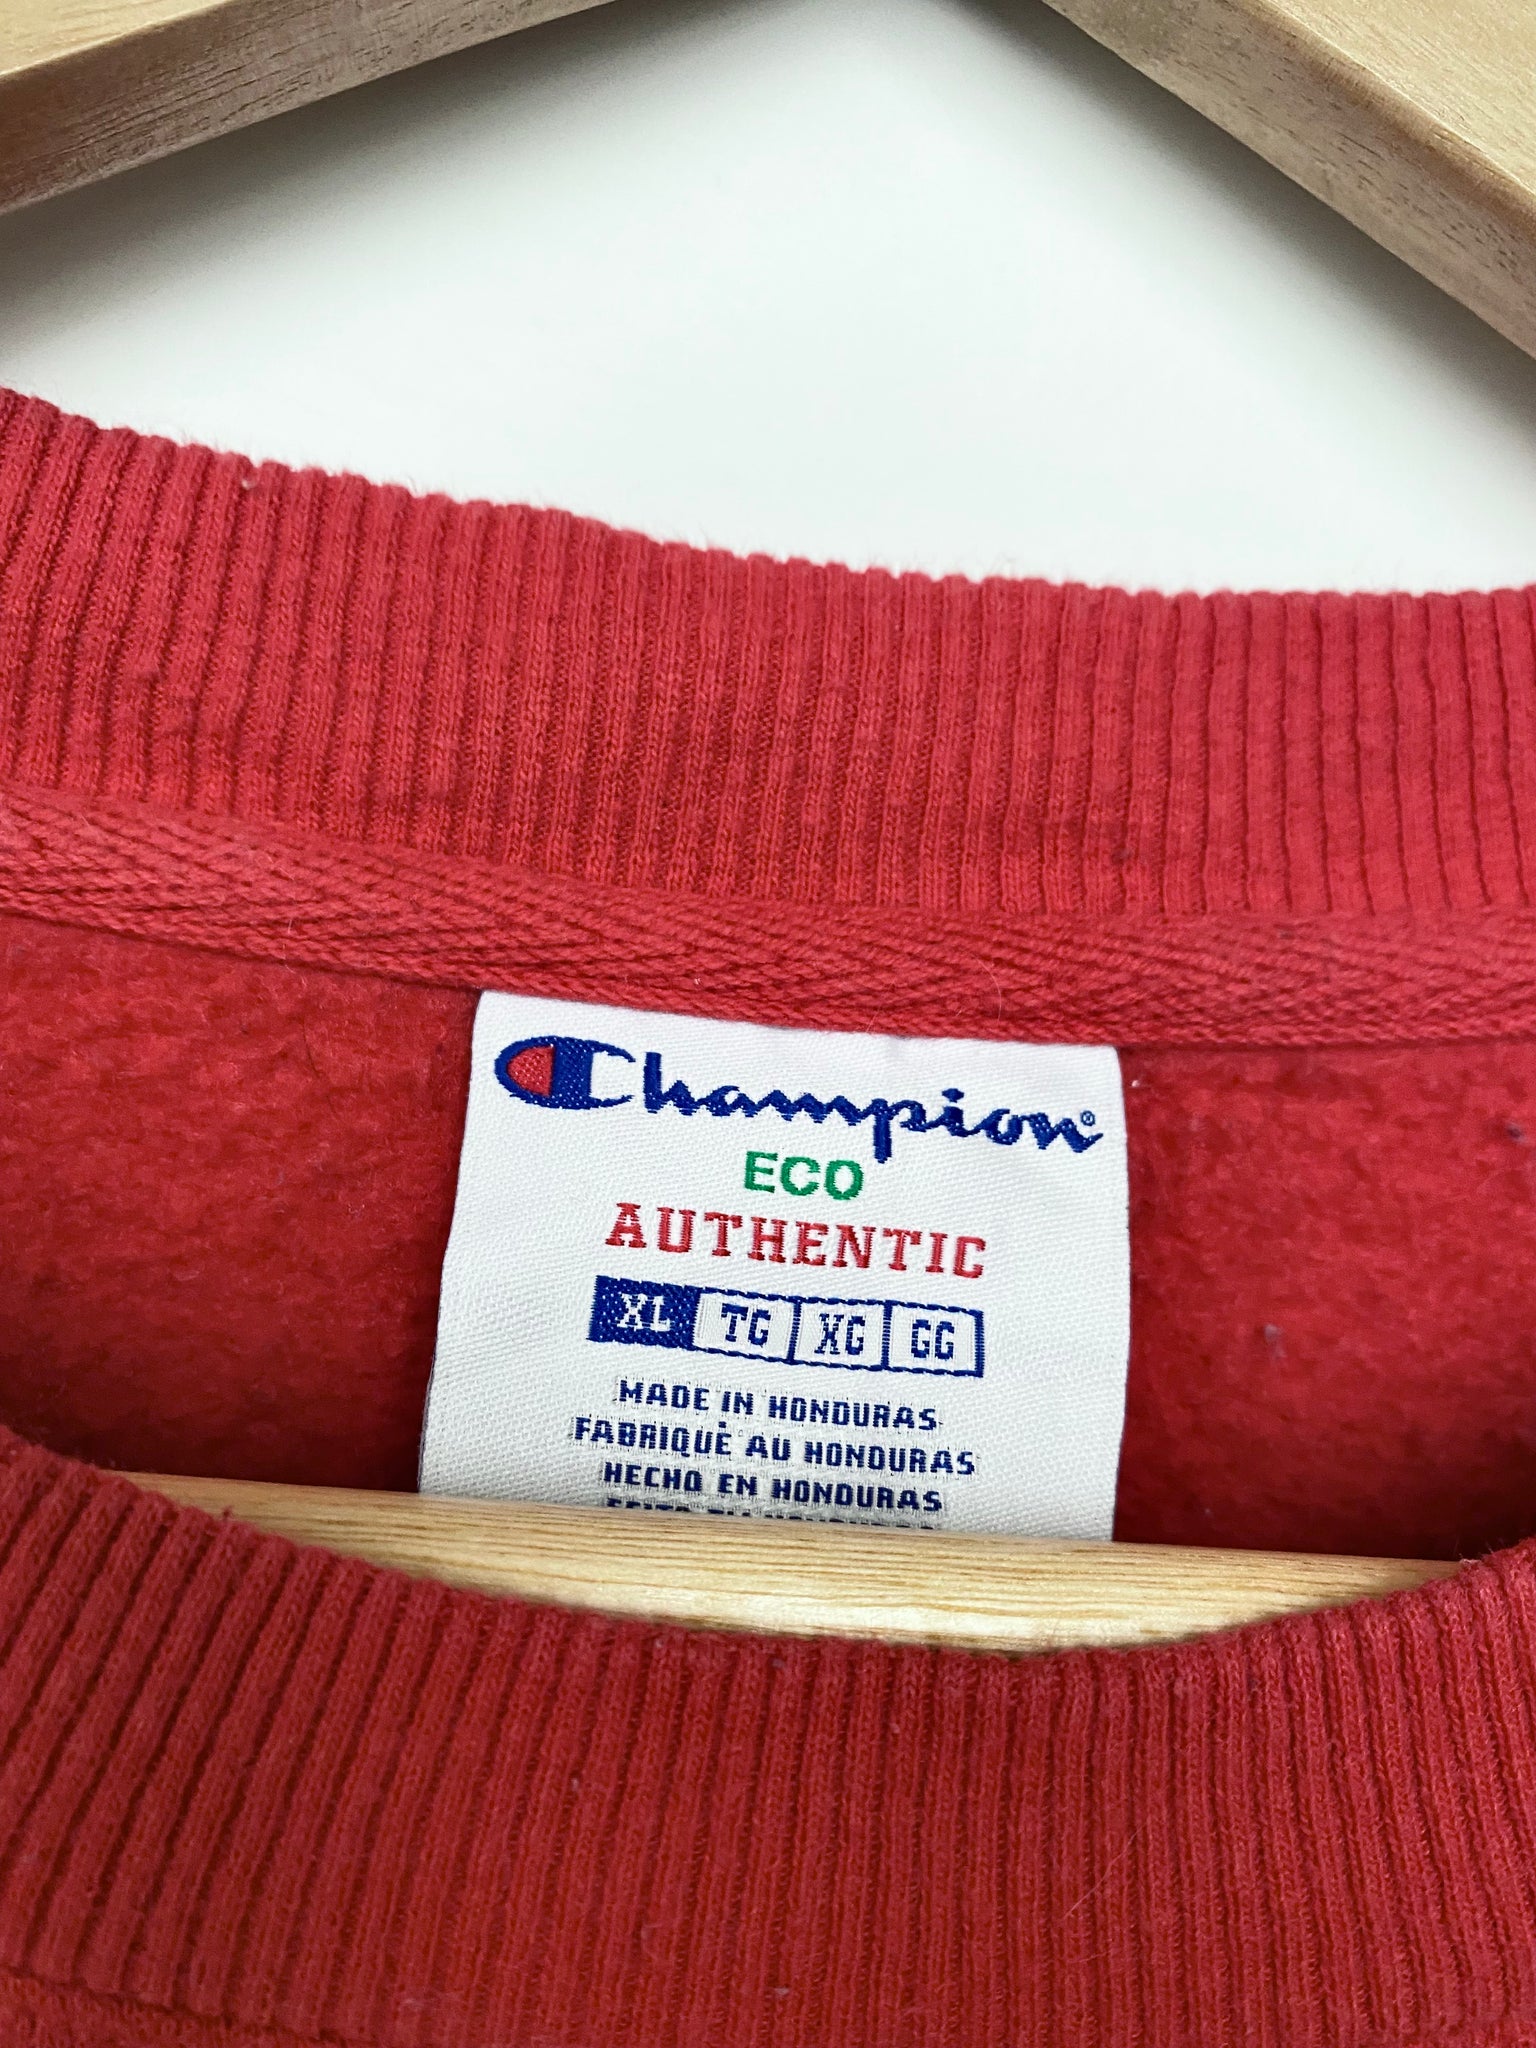 Champion®
ECO
AUTHENTIC
XL TG XG GG
MADE IN HONDURAS
FABRIQUÉ AU HONDURAS
HECHO EN HONDURAS